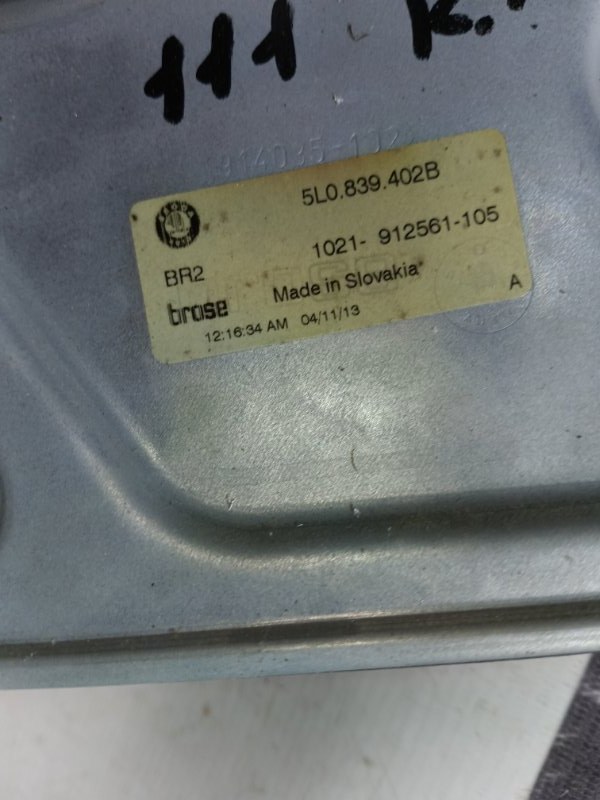 111 R.
5L0.839.402B
SKODA
BR2
1021- 912561-105
brose
Made in Slovakia
A
12:16:34 AM 04/11/13